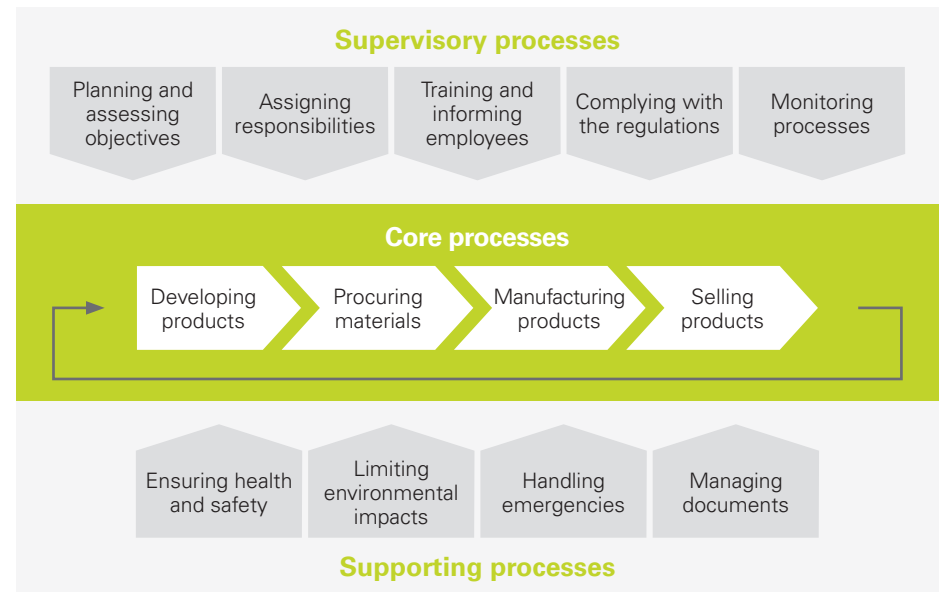 Supervisory processes
Planning and
assessing
objectives
Assigning
responsibilities
Training and
informing
employees
Complying with
the regulations
Monitoring
processes
Core processes
Developing
products
Procuring
materials
Manufacturing
products
Selling
products
Ensuring health
and safety
Limiting
environmental
impacts
Handling
emergencies
Managing
documents
Supporting processes